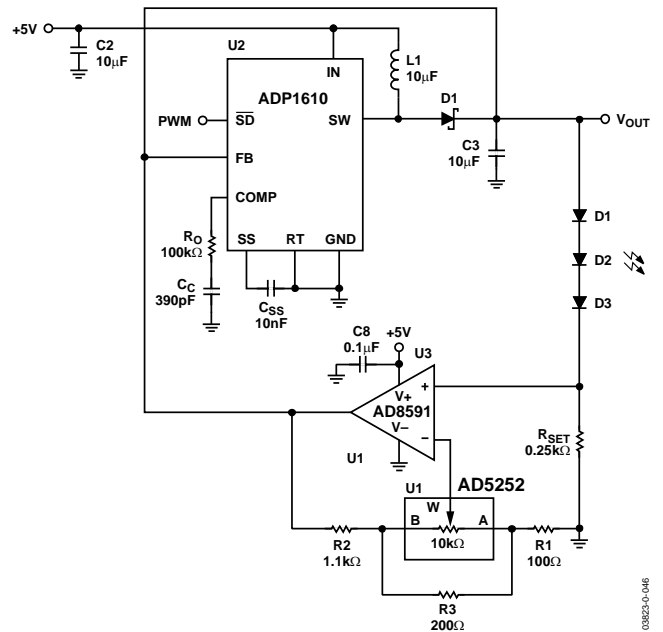 +5V
C2
10μF
U2
IN
ADP1610
L1
10μF
PWM
SD
SW
D1
VOUT
FB
C3
10μF
COMP
RO
100kΩ
SS
RT
GND
D1
CC
390pF
CSS
10nF
D2
D3
C8
0.1μF
+5V
U3
V+
+
AD8591
V–
–
U1
RSET
0.25kΩ
U1
AD5252
W
B
A
10kΩ
R2
1.1kΩ
R1
100Ω
R3
200Ω
03823-0-046